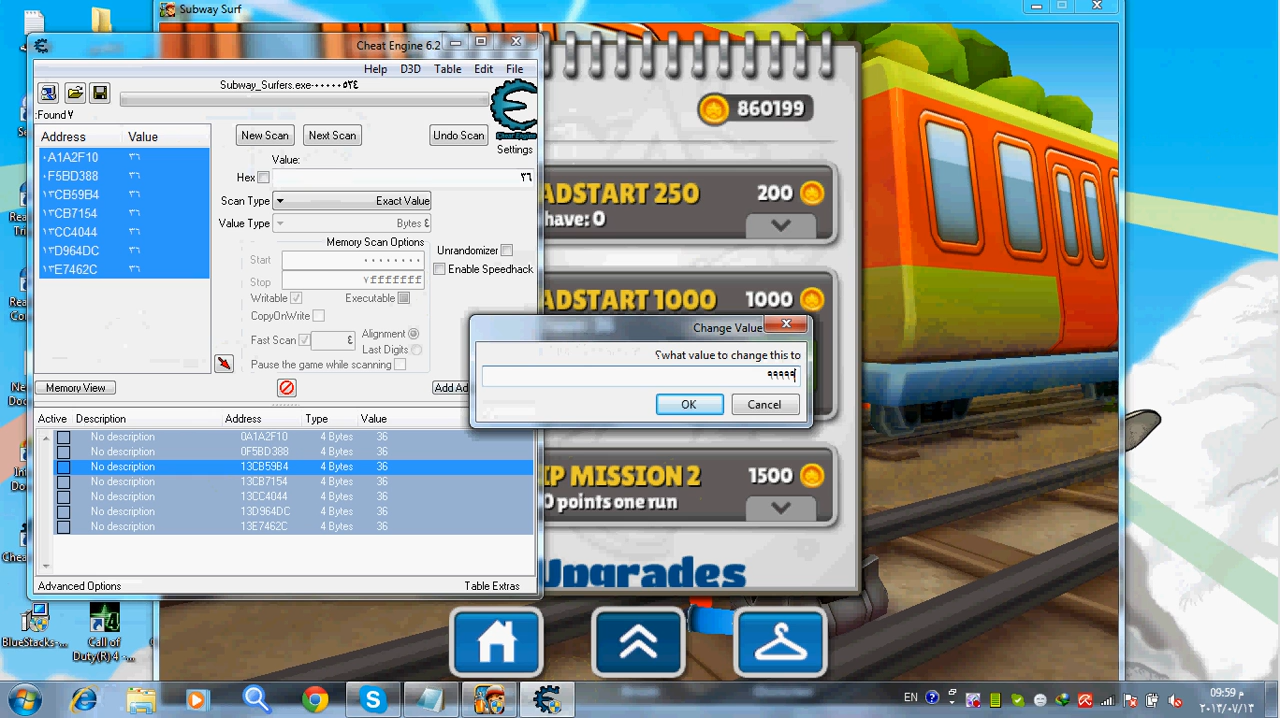 Subway Surf
Cheat Engine 6.2
Help D3D Table Edit File
Subway_Surfers.exe-٠٠٠٠٠٥٣٤
:Found ٧
Address Value
٠A1A2F10 ٣٦
٠F5BD388 ٣٦
١٣CB59B4 ٣٦
١٣CB7154 ٣٦
١٣CC4044 ٣٦
١٣D964DC ٣٦
١٣E7462C ٣٦
New Scan Next Scan Undo Scan
Cheat Engine
Settings
Value:
Hex ٣٦
Scan Type Exact Value
Value Type Bytes ٤
Memory Scan Options
Start ٠٠٠٠٠٠٠٠
Stop ٧fffffff
Writable Executable
CopyOnWrite
Fast Scan ٤ Alignment
Last Digits
Pause the game while scanning
Unrandomizer
Enable Speedhack
Memory View
Add Ad
Active Description Address Type Value
No description 0A1A2F10 4 Bytes 36
No description 0F5BD388 4 Bytes 36
No description 13CB59B4 4 Bytes 36
No description 13CB7154 4 Bytes 36
No description 13CC4044 4 Bytes 36
No description 13D964DC 4 Bytes 36
No description 13E7462C 4 Bytes 36
Advanced Options Table Extras
860199
ADSTART 250 200
have: 0
ADSTART 1000 1000
Change Value
؟what value to change this to
٩٩٩٩٩
OK Cancel
IP MISSION 2 1500
0 points one run
Upgrades
BlueStacks-...
Call of
Duty(R) 4 -...
EN
09:59 م
٢٠١٣/٠٧/١٣